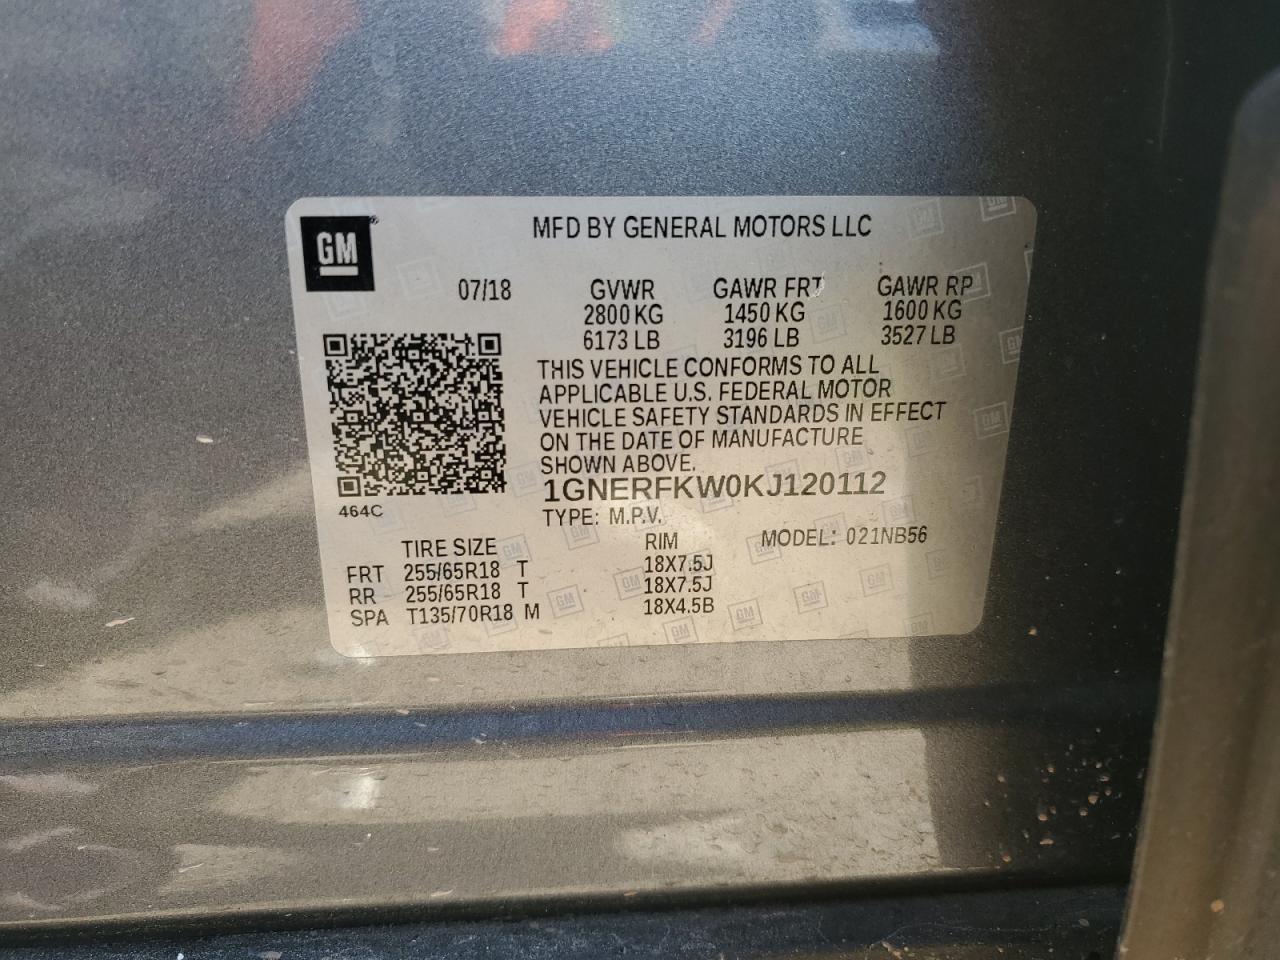 GM
MFD BY GENERAL MOTORS LLC
07/18 GVWR GAWR FRT GAWR RP
2800 KG 1450 KG 1600 KG
6173 LB 3196 LB 3527 LB
THIS VEHICLE CONFORMS TO ALL
APPLICABLE U.S. FEDERAL MOTOR
VEHICLE SAFETY STANDARDS IN EFFECT
ON THE DATE OF MANUFACTURE
SHOWN ABOVE.
1GNERFKW0KJ120112
464C
TYPE: M.P.V.
MODEL: 021NB56
TIRE SIZE RIM
FRT 255/65R18 T 18X7.5J
RR 255/65R18 T 18X7.5J
SPA T135/70R18 M 18X4.5B